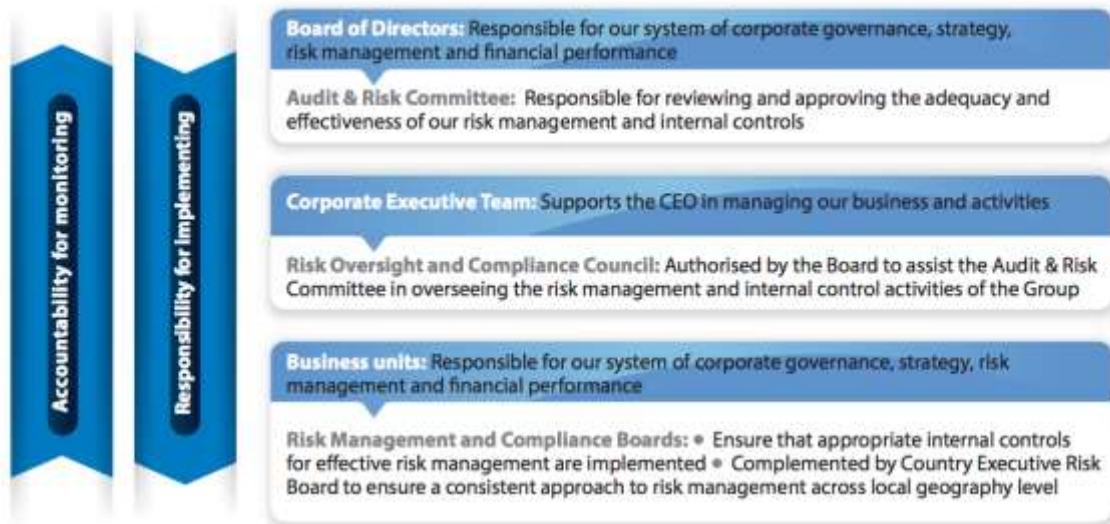 Accountability for monitoring
Responsibility for implementing
Board of Directors: Responsible for our system of corporate governance, strategy,
risk management and financial performance
Audit & Risk Committee: Responsible for reviewing and approving the adequacy and
effectiveness of our risk management and internal controls
Corporate Executive Team: Supports the CEO in managing our business and activities
Risk Oversight and Compliance Council: Authorised by the Board to assist the Audit & Risk
Committee in overseeing the risk management and internal control activities of the Group
Business units: Responsible for our system of corporate governance, strategy, risk
management and financial performance
Risk Management and Compliance Boards: • Ensure that appropriate internal controls
for effective risk management are implemented • Complemented by Country Executive Risk
Board to ensure a consistent approach to risk management across local geography level